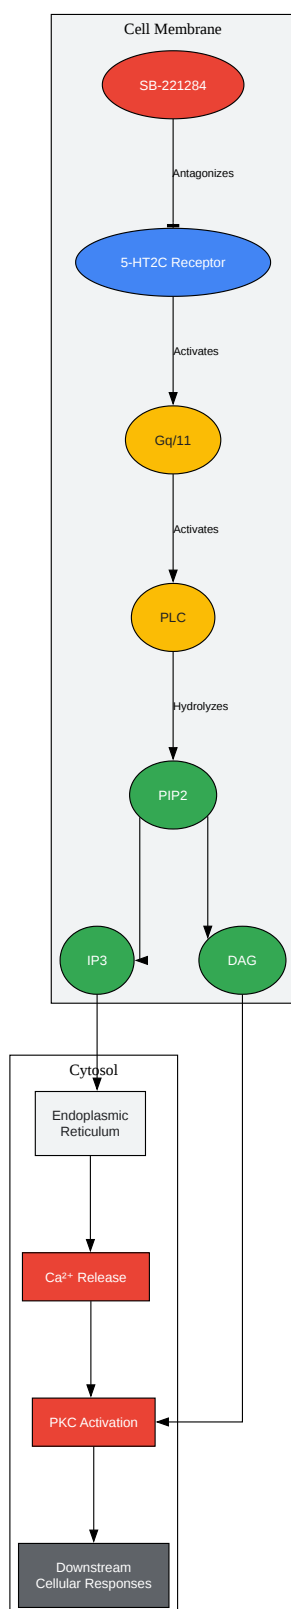 Cell Membrane
SB-221284
Antagonizes
5-HT2C Receptor
Activates
Gq/11
Activates
PLC
Hydrolyzes
PIP2
IP3
DAG
Cytosol
Endoplasmic
Reticulum
Ca²⁺ Release
PKC Activation
Downstream
Cellular Responses